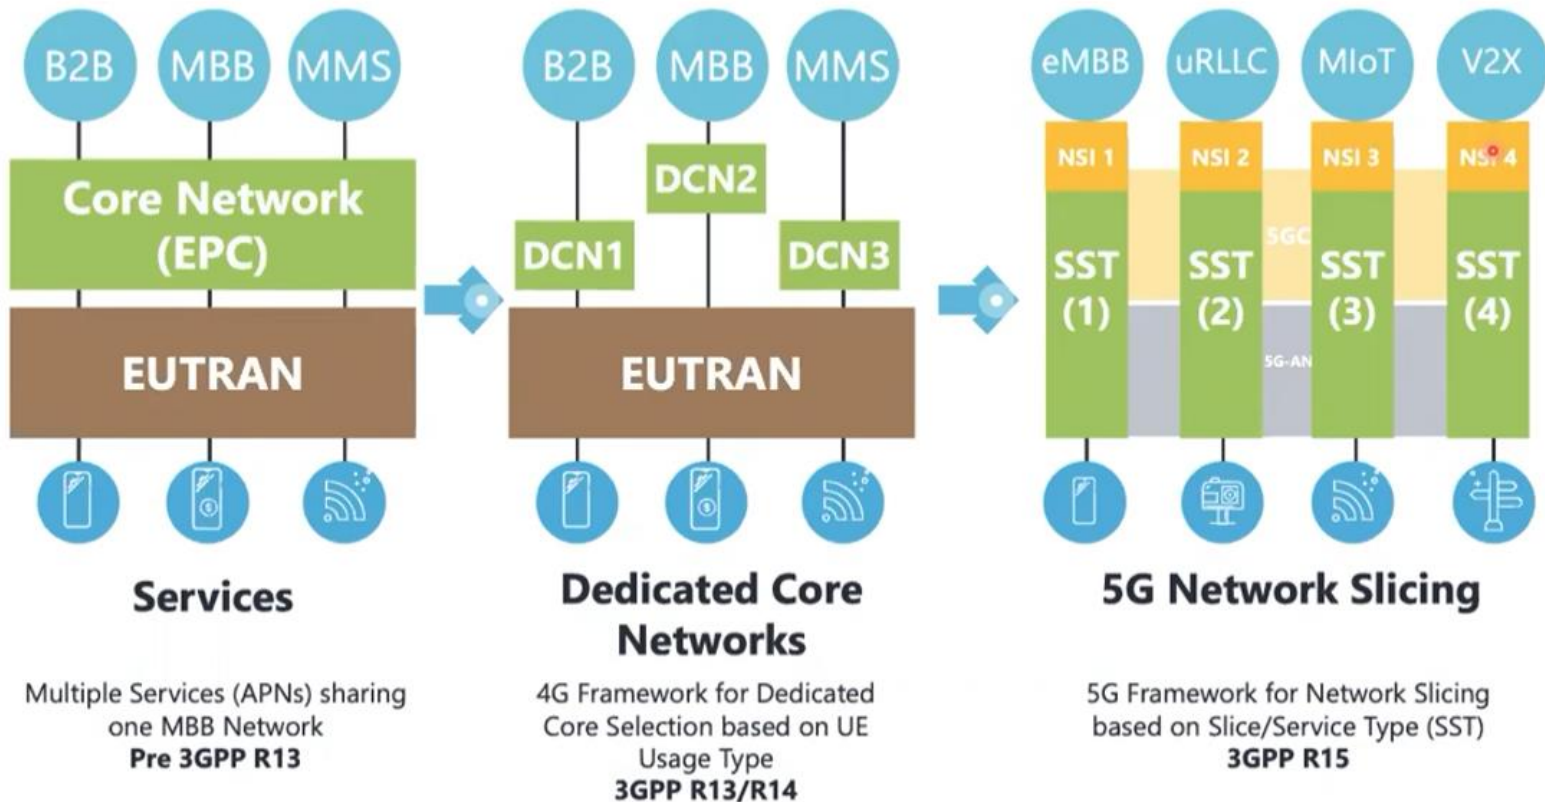 B2B
MBB
MMS
Core Network
(EPC)
EUTRAN
Services
Multiple Services (APNs) sharing
one MBB Network
Pre 3GPP R13
B2B
MBB
MMS
DCN2
DCN1
DCN3
EUTRAN
Dedicated Core
Networks
4G Framework for Dedicated
Core Selection based on UE
Usage Type
3GPP R13/R14
eMBB
uRLLC
MIoT
V2X
NSI 1
NSI 2
NSI 3
NSI 4
5GC
SST
(1)
SST
(2)
SST
(3)
SST
(4)
5G-AN
5G Network Slicing
5G Framework for Network Slicing
based on Slice/Service Type (SST)
3GPP R15